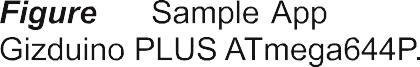 Figure Sample App
Gizduino PLUS ATmega644P.